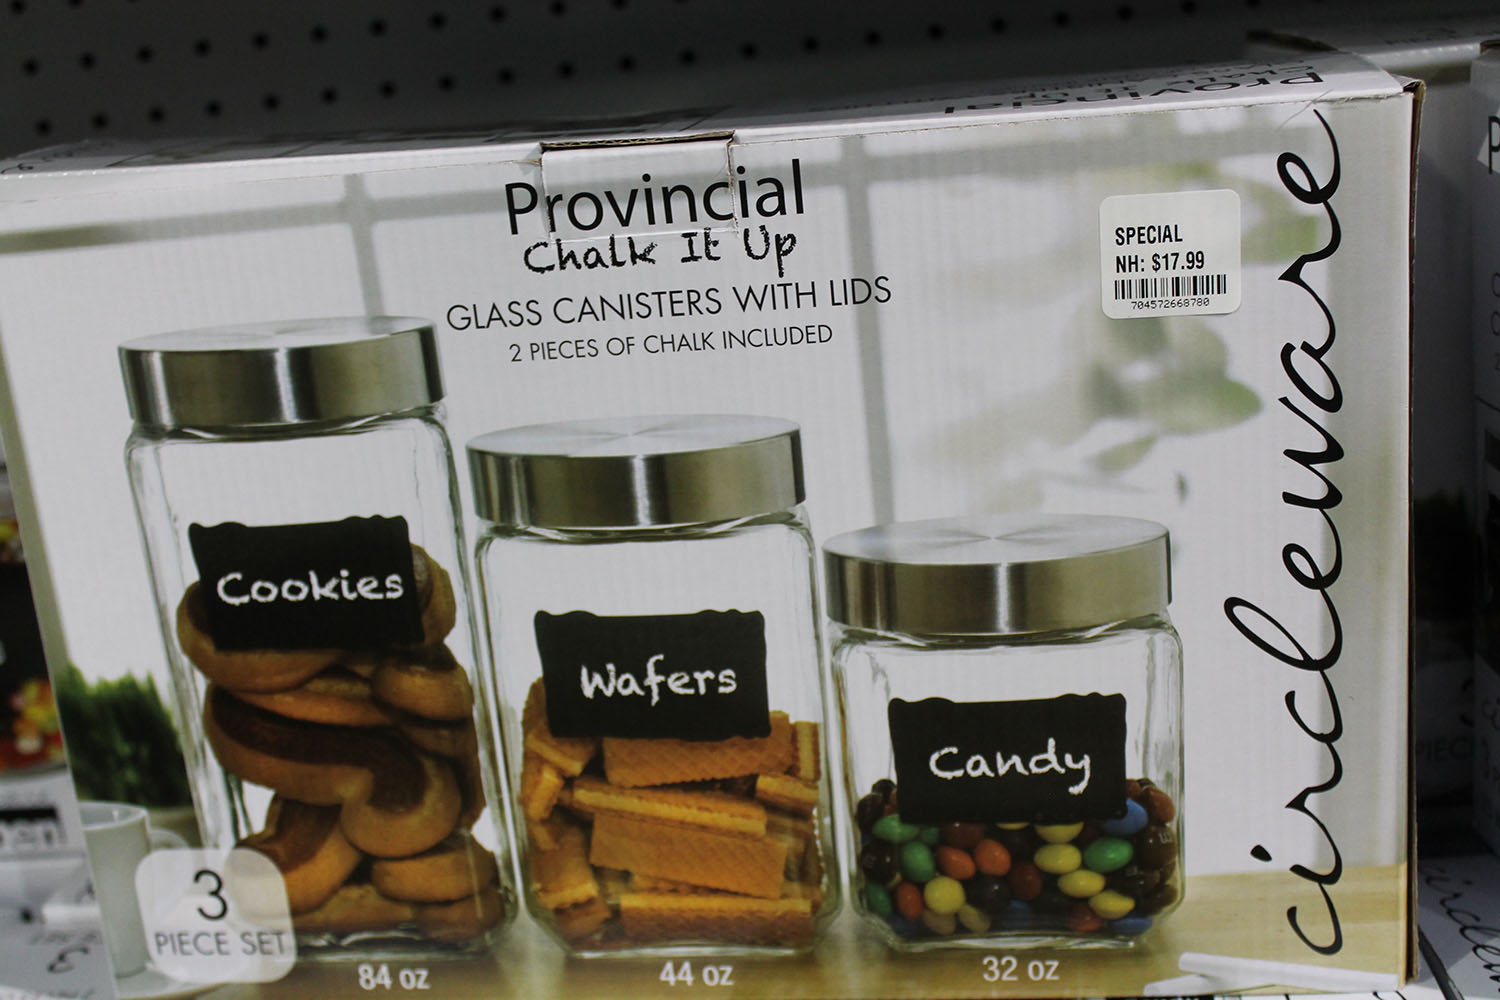 Provincial
Chalk It Up
GLASS CANISTERS WITH LIDS
2 PIECES OF CHALK INCLUDED
SPECIAL
NH: $17.99
704572668780
circleware
Cookies
Wafers
Candy
3
PIECE SET
84 oz
44 oz
32 oz
Provincial